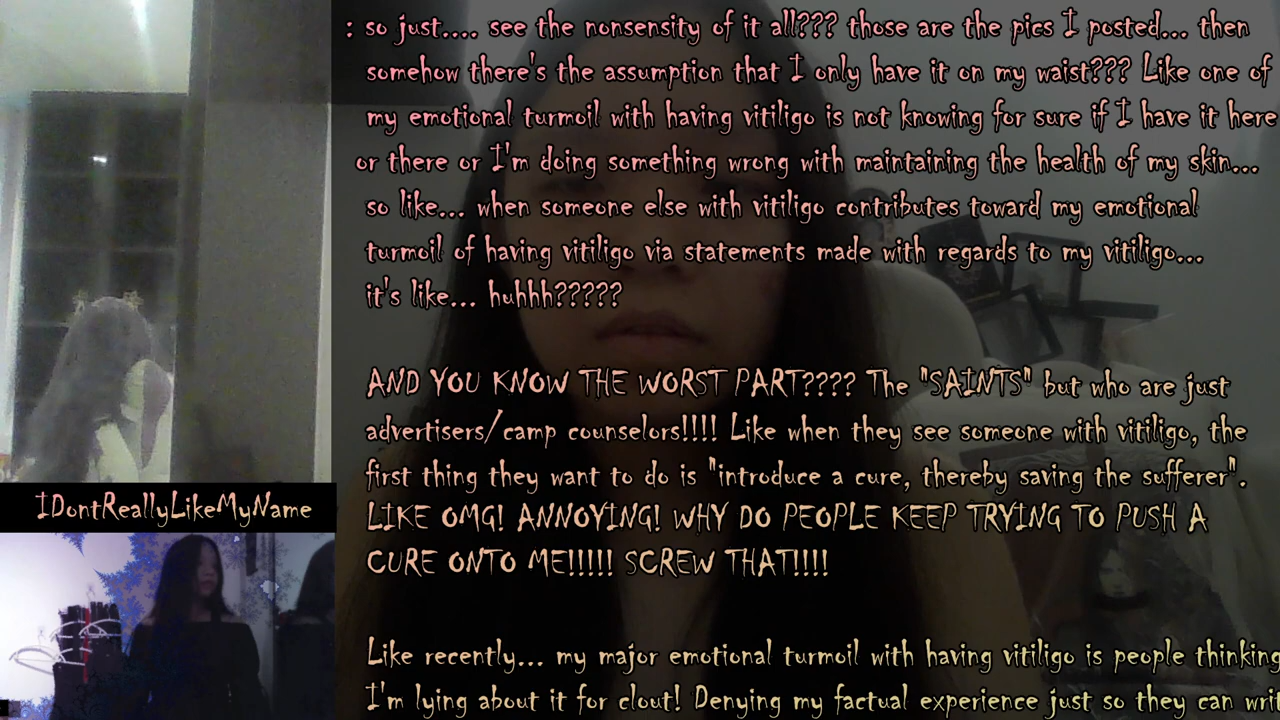 : so just.... see the nonsensity of it all??? those are the pics I posted... then
somehow there's the assumption that I only have it on my waist??? Like one of
my emotional turmoil with having vitiligo is not knowing for sure if I have it here
or there or I'm doing something wrong with maintaining the health of my skin...
so like... when someone else with vitiligo contributes toward my emotional
turmoil of having vitiligo via statements made with regards to my vitiligo...
it's like... huhhh?????
AND YOU KNOW THE WORST PART???? The "SAINTS" but who are just
advertisers/camp counselors!!!! Like when they see someone with vitiligo, the
first thing they want to do is "introduce a cure, thereby saving the sufferer".
LIKE OMG! ANNOYING! WHY DO PEOPLE KEEP TRYING TO PUSH A
CURE ONTO ME!!!!! SCREW THAT!!!!
Like recently... my major emotional turmoil with having vitiligo is people thinking
I'm lying about it for clout! Denying my factual experience just so they can writ
IDontReallyLikeMyName